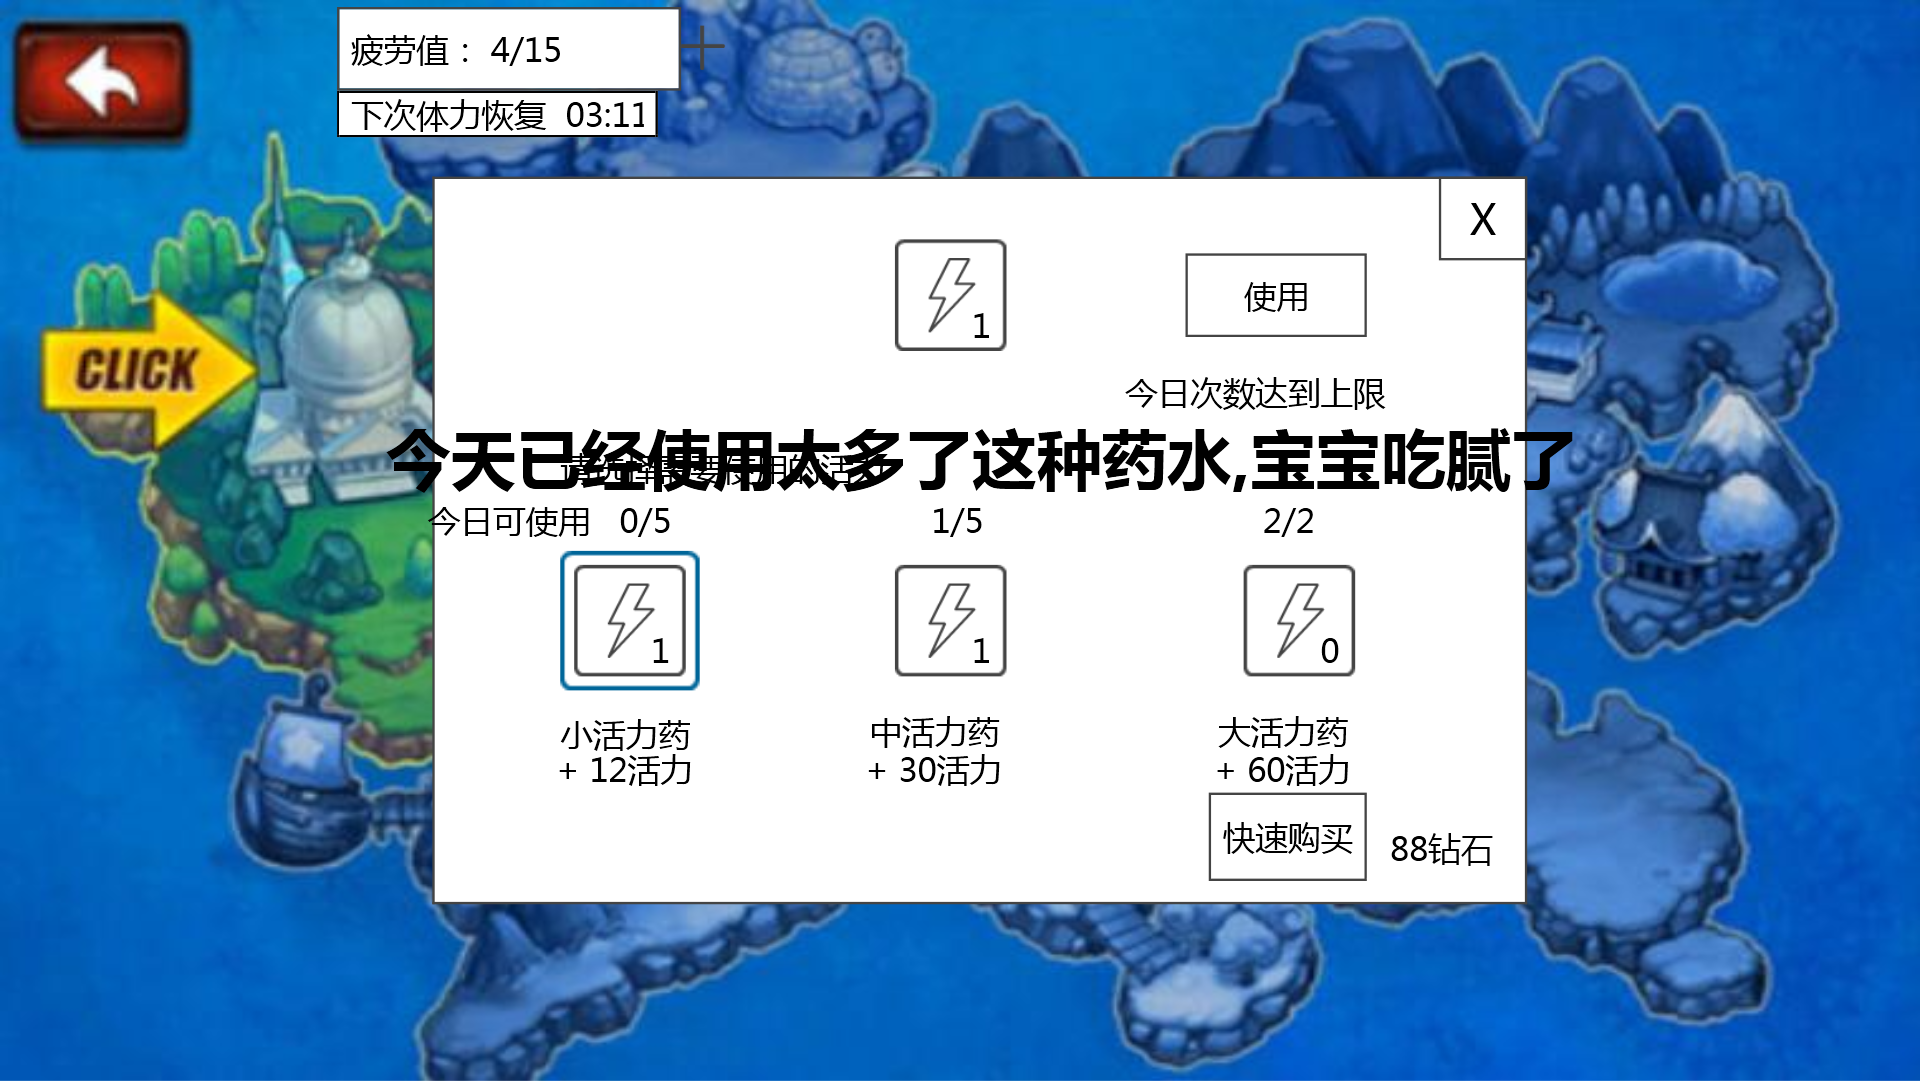 疲劳值： 4/15
下次体力恢复 03:11
X
1
使用
CLICK
今日次数达到上限
今天已经使用太多了这种药水,宝宝吃腻了
今日可使用 0/5 1/5 2/2
1 1 0
小活力药 中活力药 大活力药
+ 12活力 + 30活力 + 60活力
快速购买 88钻石